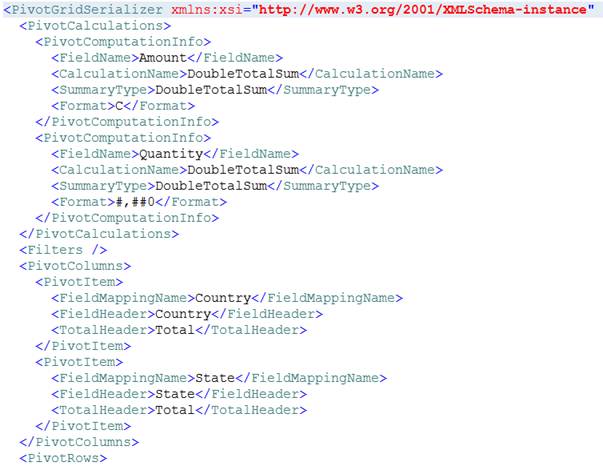 <PivotGridSerializer xmlns:xsi="http://www.w3.org/2001/XMLSchema-instance"
<PivotCalculations>
<PivotComputationInfo>
<FieldName>Amount</FieldName>
<CalculationName>DoubleTotalSum</CalculationName>
<SummaryType>DoubleTotalSum</SummaryType>
<Format>C</Format>
</PivotComputationInfo>
<PivotComputationInfo>
<FieldName>Quantity</FieldName>
<CalculationName>DoubleTotalSum</CalculationName>
<SummaryType>DoubleTotalSum</SummaryType>
<Format>#,##0</Format>
</PivotComputationInfo>
</PivotCalculations>
<Filters />
<PivotColumns>
<PivotItem>
<FieldMappingName>Country</FieldMappingName>
<FieldHeader>Country</FieldHeader>
<TotalHeader>Total</TotalHeader>
</PivotItem>
<PivotItem>
<FieldMappingName>State</FieldMappingName>
<FieldHeader>State</FieldHeader>
<TotalHeader>Total</TotalHeader>
</PivotItem>
</PivotColumns>
<PivotRows>